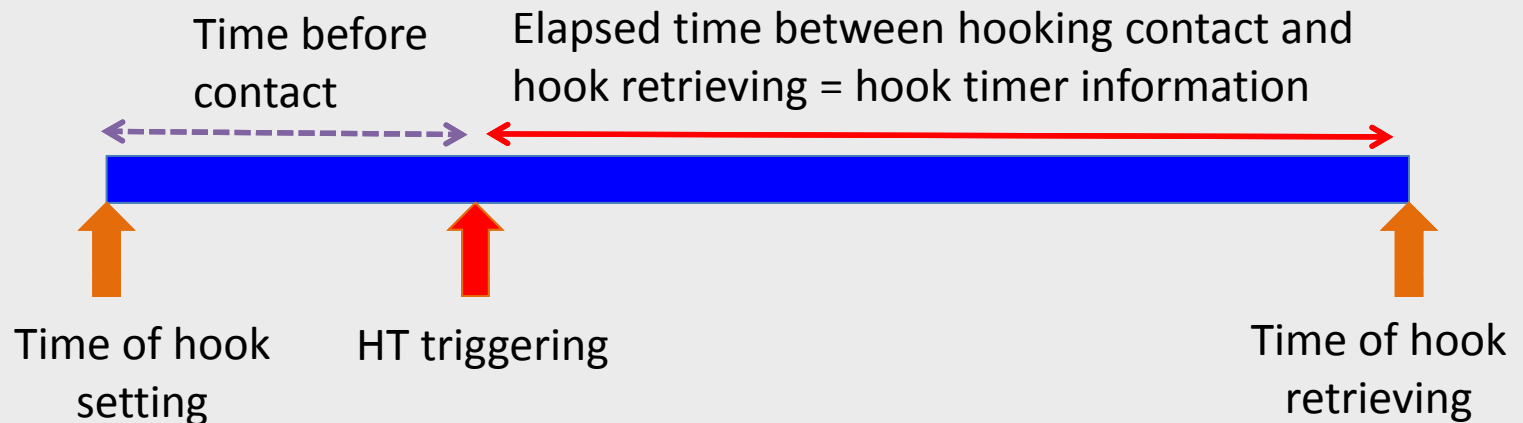 Time before
contact
Elapsed time between hooking contact and
hook retrieving = hook timer information
Time of hook
setting
HT triggering
Time of hook
retrieving